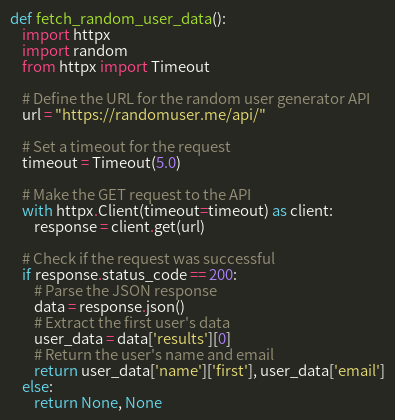 def fetch_random_user_data():
    import httpx
    import random
    from httpx import Timeout

    # Define the URL for the random user generator API
    url = "https://randomuser.me/api/"

    # Set a timeout for the request
    timeout = Timeout(5.0)

    # Make the GET request to the API
    with httpx.Client(timeout=timeout) as client:
        response = client.get(url)

    # Check if the request was successful
    if response.status_code == 200:
        # Parse the JSON response
        data = response.json()
        # Extract the first user's data
        user_data = data['results'][0]
        # Return the user's name and email
        return user_data['name']['first'], user_data['email']
    else:
        return None, None